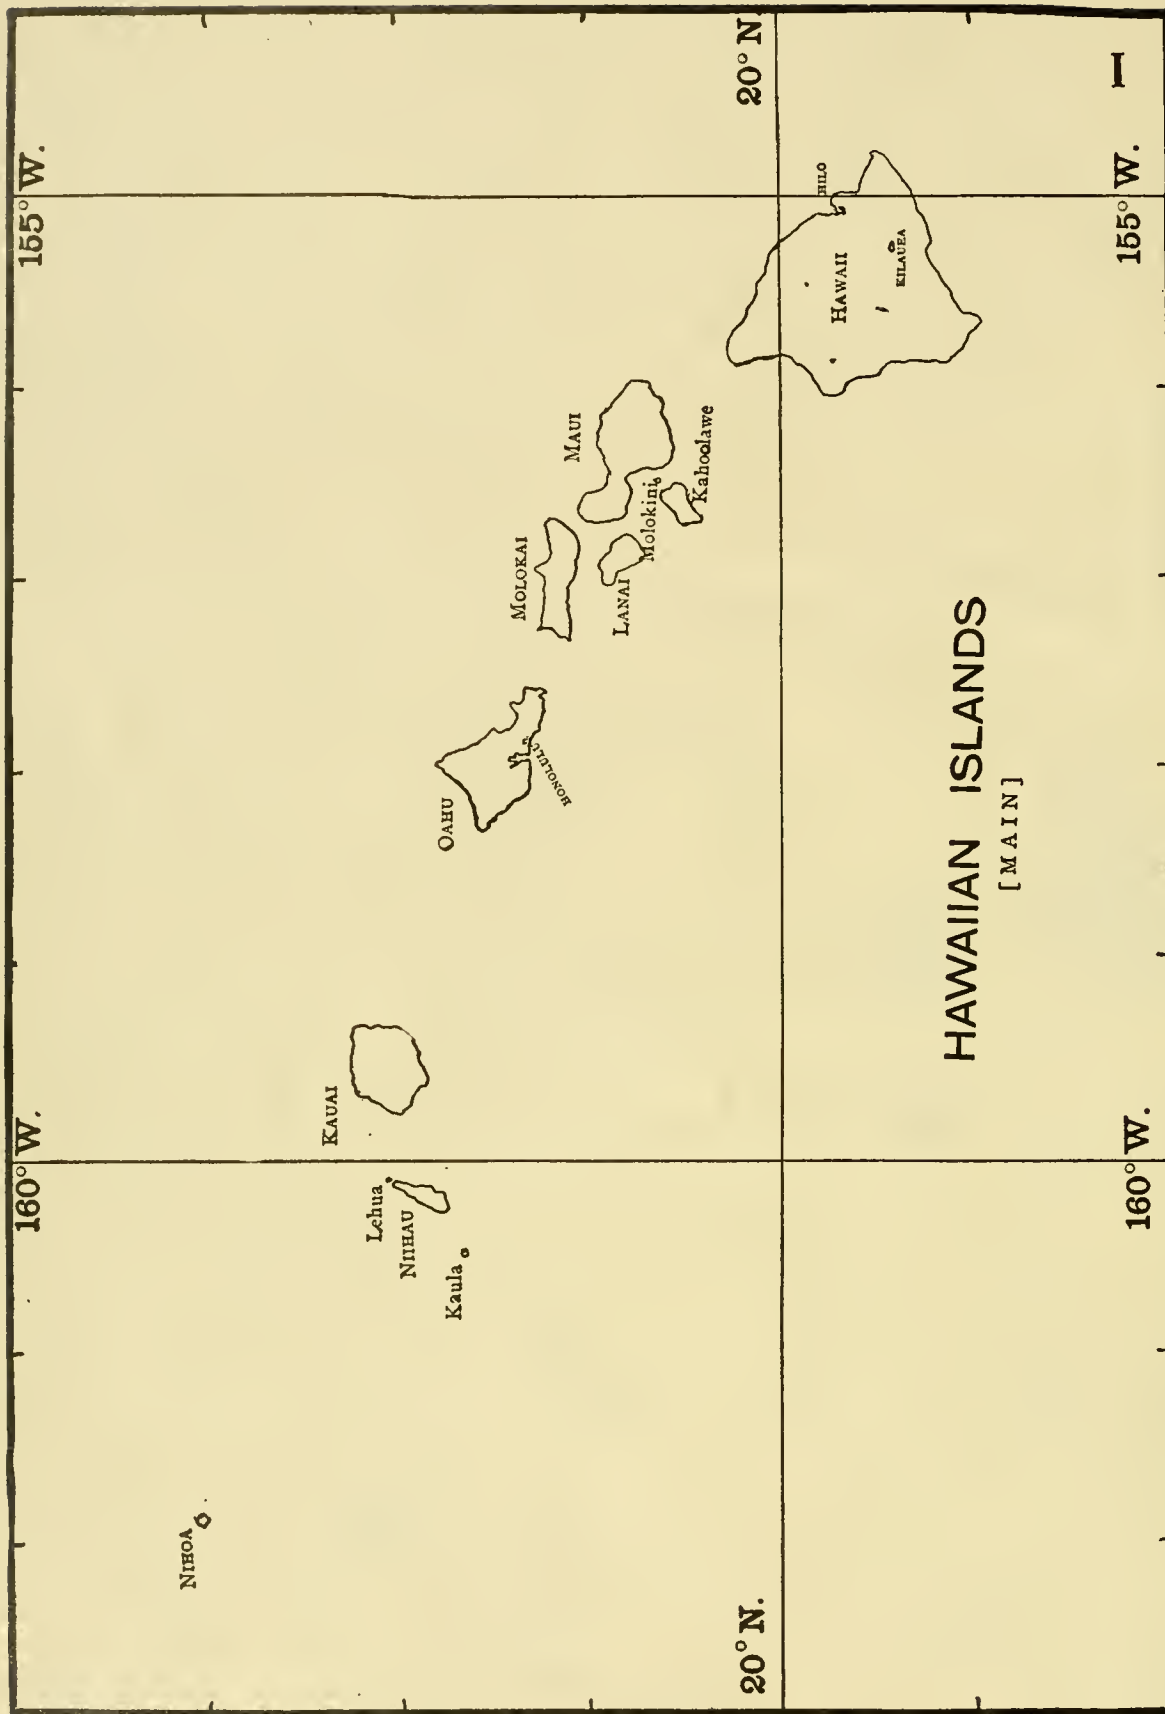 160° W.
155° W.
NIHOA
KAUAI
Lehua
NIIHAU
Kaula
OAHU
HONOLULU
MOLOKAI
MAUI
LANAI
Molokini
Kahoolawe
20° N.
20° N.
HILO
HAWAII
KILAUEA
HAWAIIAN ISLANDS
[MAIN]
160° W.
155° W.
I